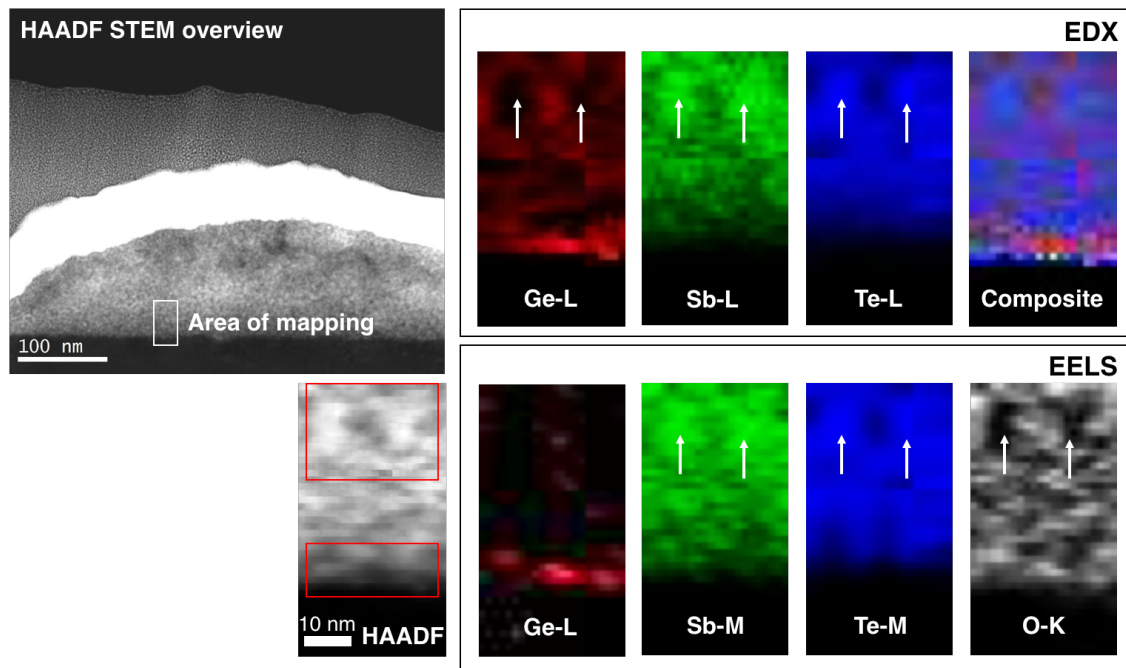 HAADF STEM overview
Area of mapping
100 nm
10 nm
HAADF
EDX
Ge-L
Sb-L
Te-L
Composite
EELS
Ge-L
Sb-M
Te-M
O-K